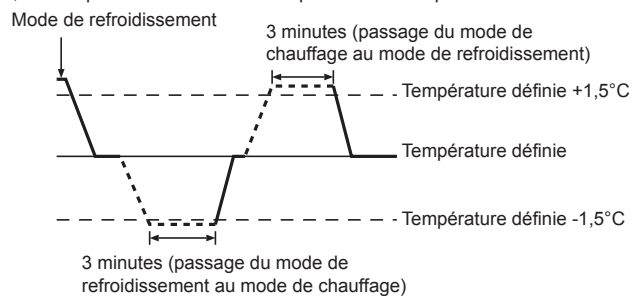 Mode de refroidissement
3 minutes (passage du mode de
chauffage au mode de refroidissement)
Température définie +1,5°C
Température définie
Température définie -1,5°C
3 minutes (passage du mode de
refroidissement au mode de chauffage)